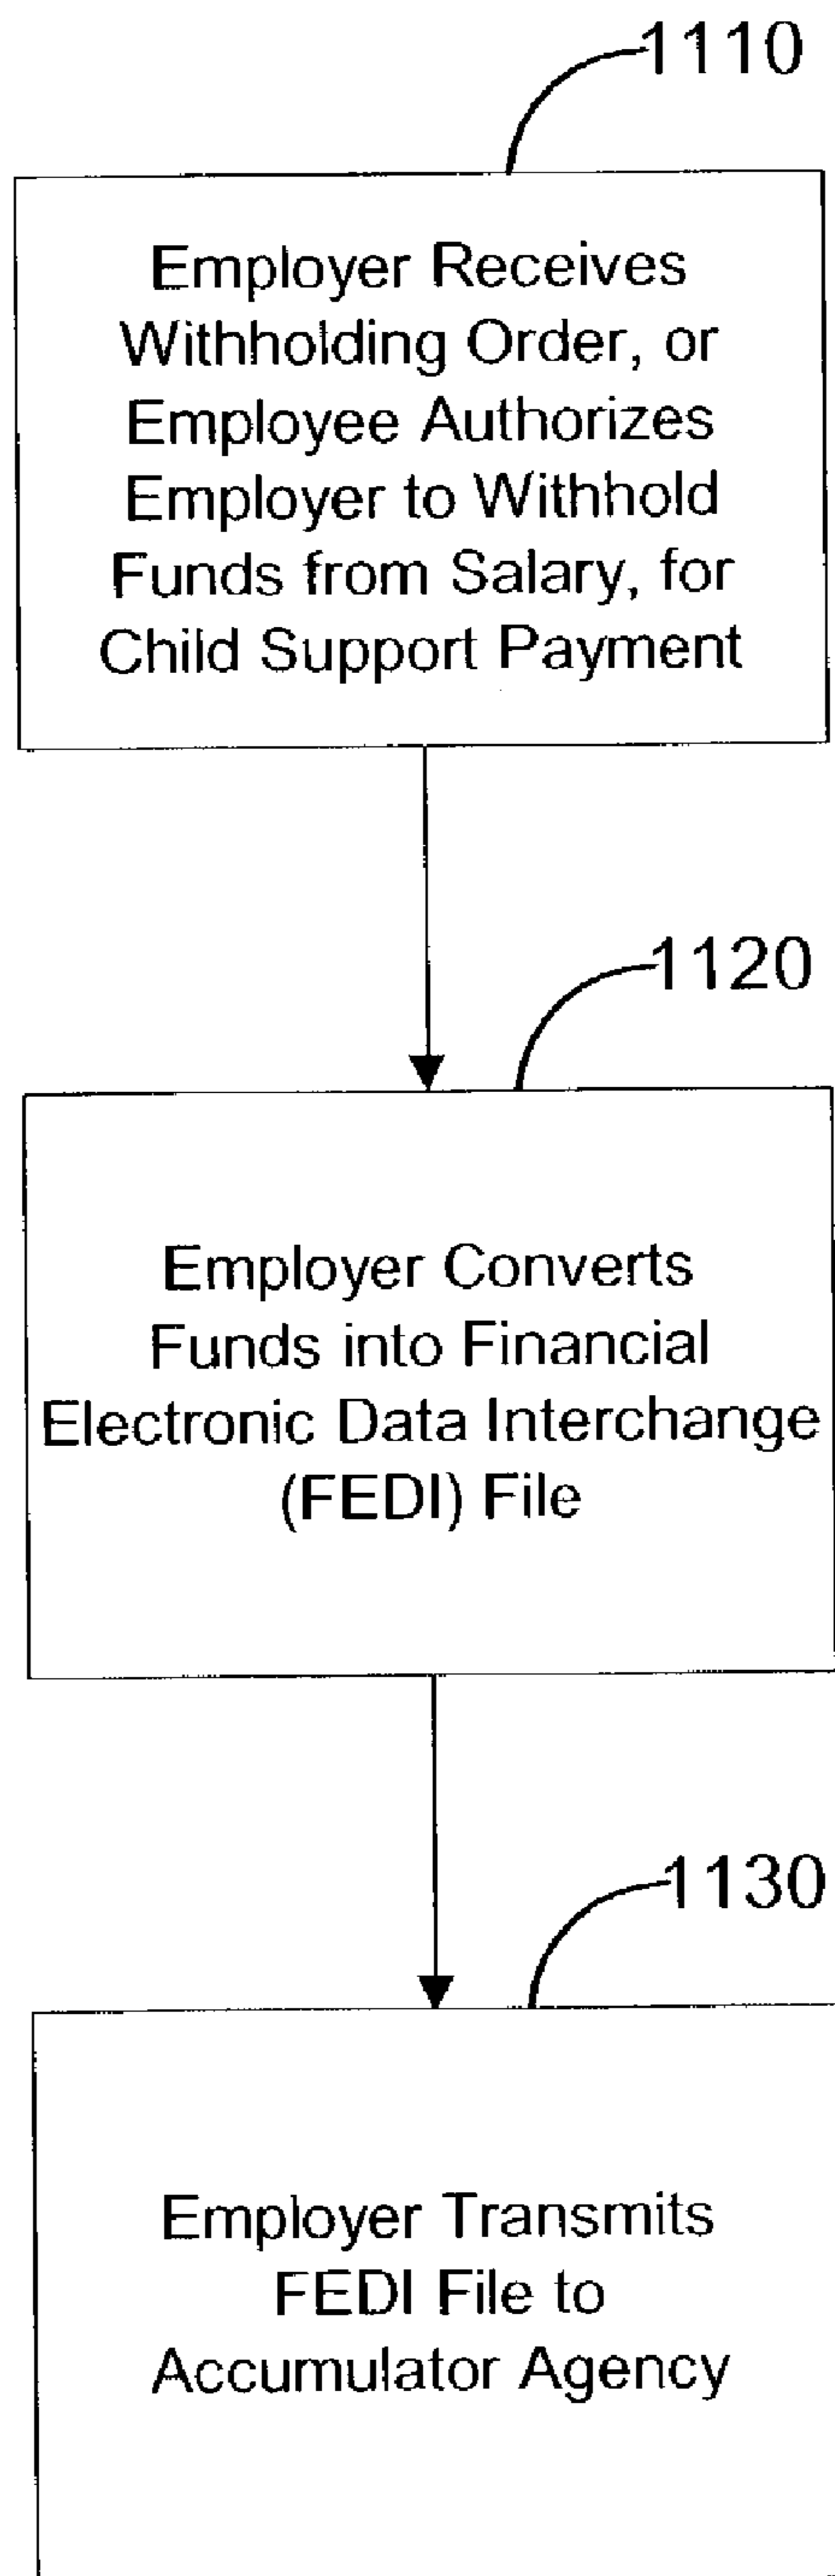 1110
Employer Receives
Withholding Order, or
Employee Authorizes
Employer to Withhold
Funds from Salary, for
Child Support Payment
1120
Employer Converts
Funds into Financial
Electronic Data Interchange
(FEDI) File
1130
Employer Transmits
FEDI File to
Accumulator Agency